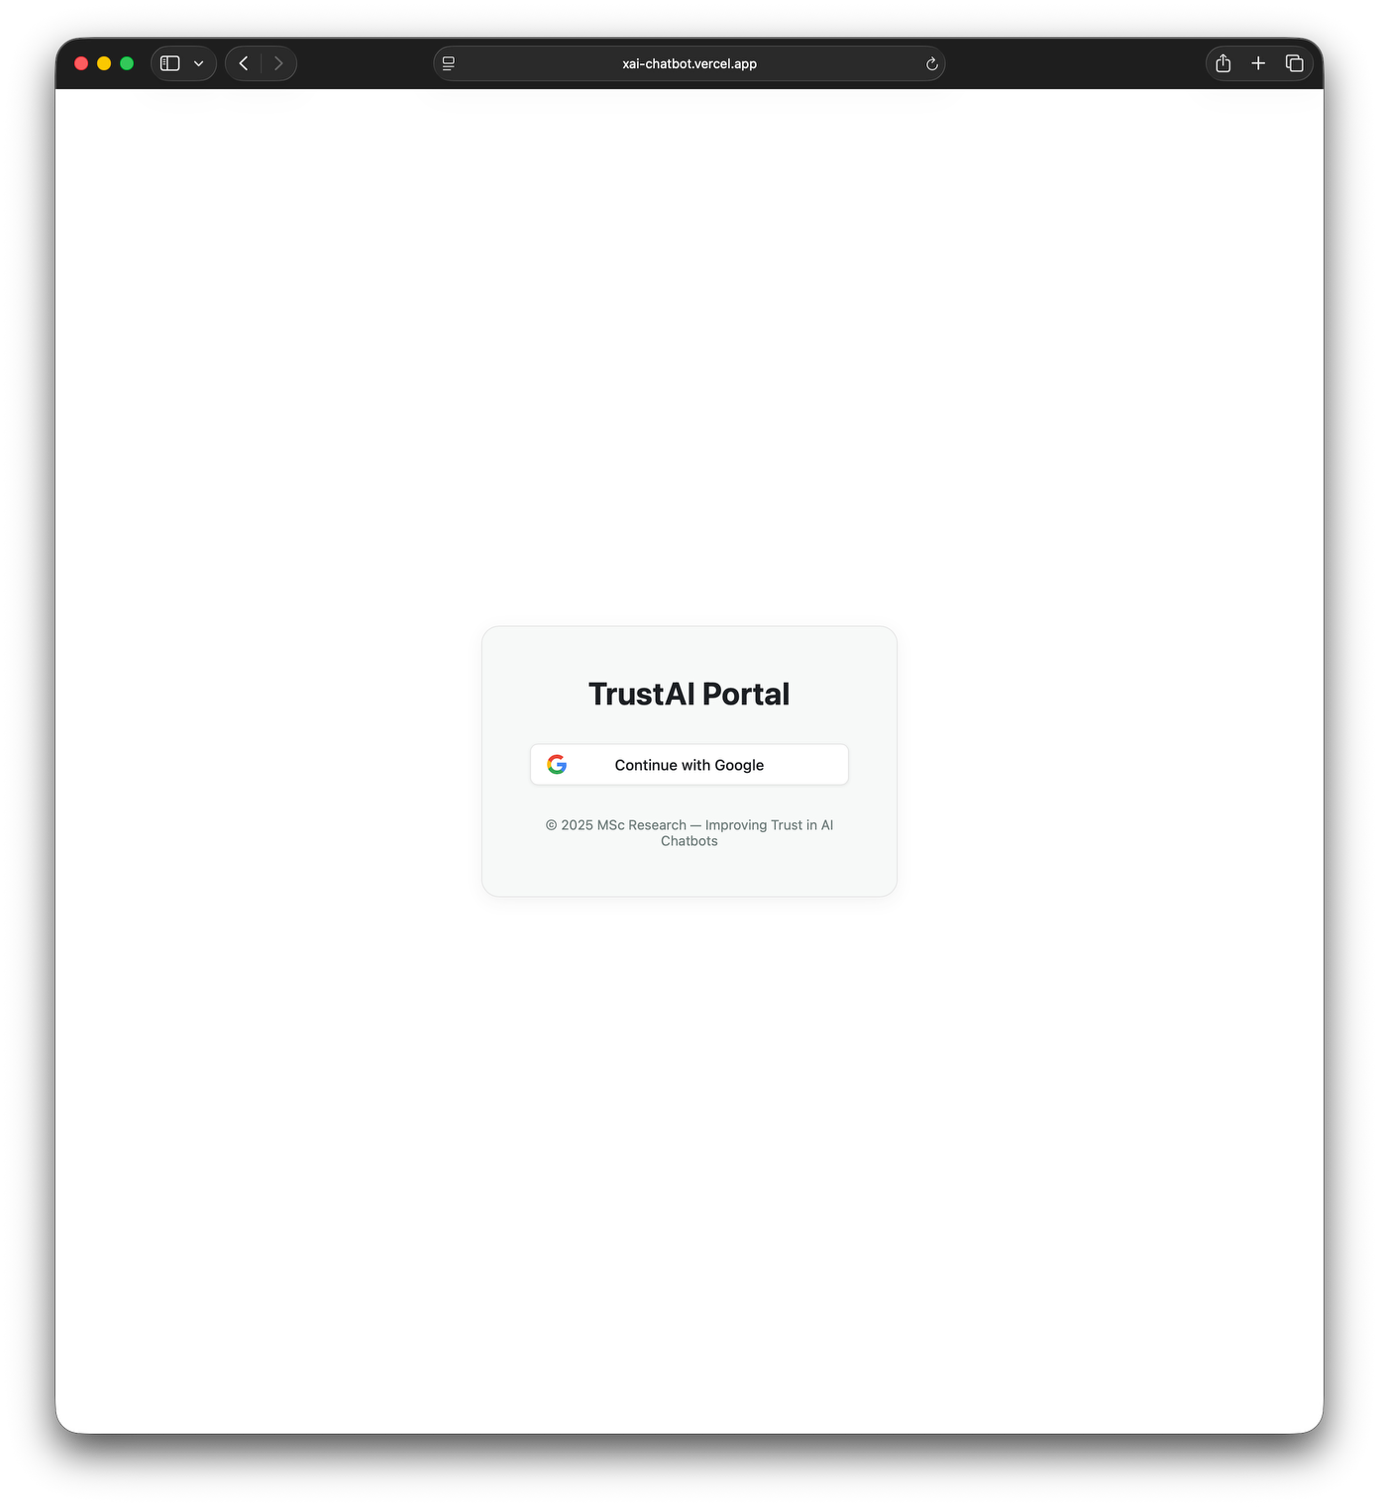 xai-chatbot.vercel.app
TrustAI Portal
Continue with Google
© 2025 MSc Research — Improving Trust in AI
Chatbots